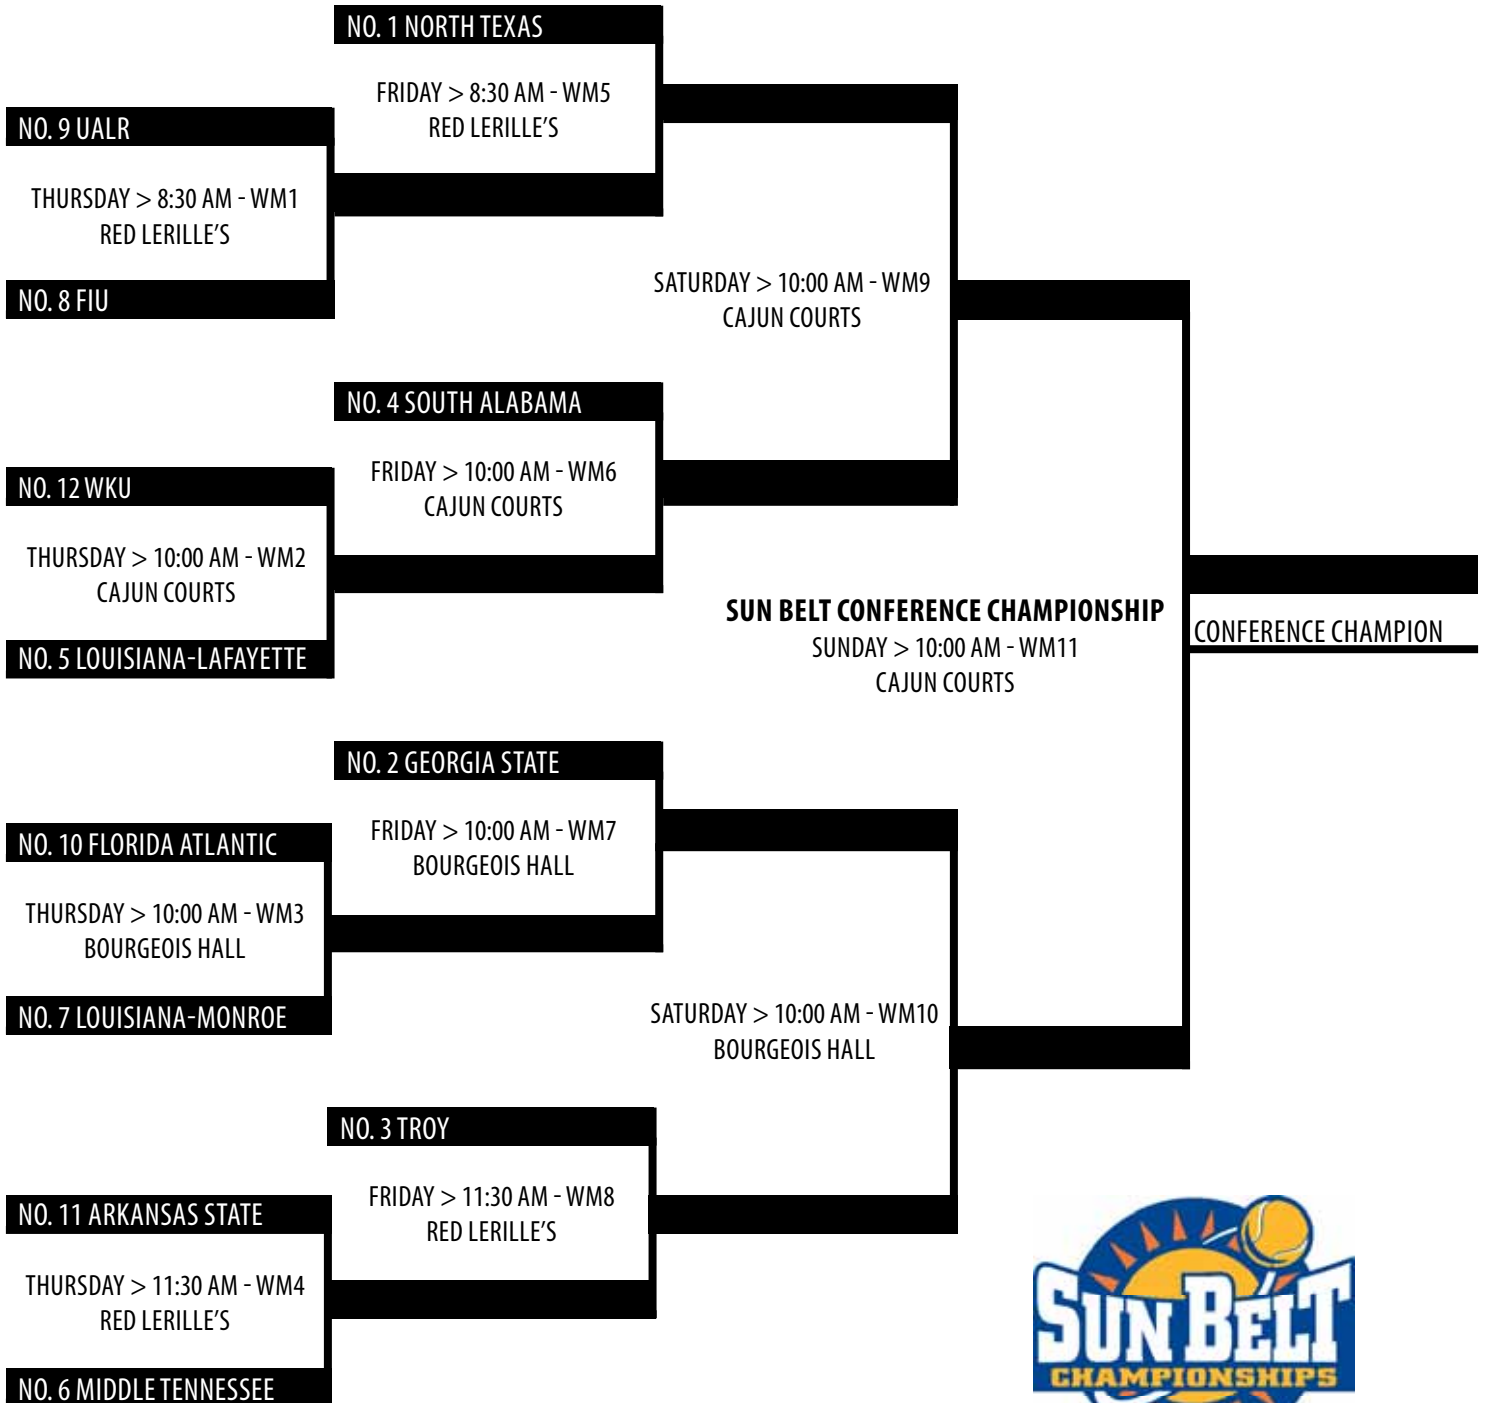 NO. 1 NORTH TEXAS
FRIDAY > 8:30 AM - WM5
RED LERILLE'S
NO. 9 UALR
THURSDAY > 8:30 AM - WM1
RED LERILLE'S
NO. 8 FIU
SATURDAY > 10:00 AM - WM9
CAJUN COURTS
NO. 4 SOUTH ALABAMA
FRIDAY > 10:00 AM - WM6
CAJUN COURTS
NO. 12 WKU
THURSDAY > 10:00 AM - WM2
CAJUN COURTS
NO. 5 LOUISIANA-LAFAYETTE
SUN BELT CONFERENCE CHAMPIONSHIP
SUNDAY > 10:00 AM - WM11
CAJUN COURTS
CONFERENCE CHAMPION
NO. 2 GEORGIA STATE
FRIDAY > 10:00 AM - WM7
BOURGEOIS HALL
NO. 10 FLORIDA ATLANTIC
THURSDAY > 10:00 AM - WM3
BOURGEOIS HALL
NO. 7 LOUISIANA-MONROE
SATURDAY > 10:00 AM - WM10
BOURGEOIS HALL
NO. 3 TROY
FRIDAY > 11:30 AM - WM8
RED LERILLE'S
NO. 11 ARKANSAS STATE
THURSDAY > 11:30 AM - WM4
RED LERILLE'S
NO. 6 MIDDLE TENNESSEE
SUN BELT
CHAMPIONSHIPS